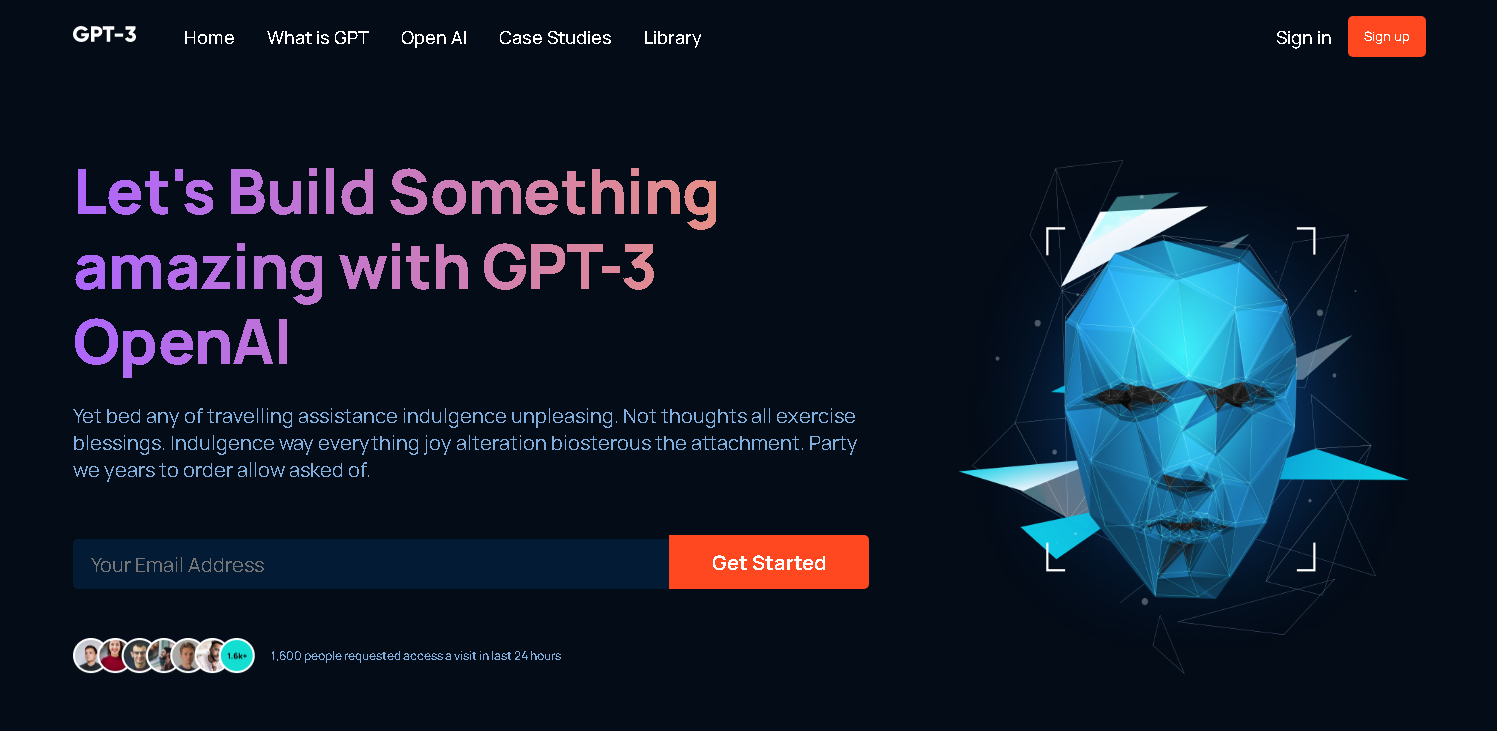 GPT-3
Home What is GPT Open AI Case Studies Library
Sign in Sign up
Let's Build Something
amazing with GPT-3
OpenAI
Yet bed any of travelling assistance indulgence unpleasing. Not thoughts all exercise
blessings. Indulgence way everything joy alteration biosterous the attachment. Party
we years to order allow asked of.
Your Email Address
Get Started
1.6k+
1,600 people requested access a visit in last 24 hours